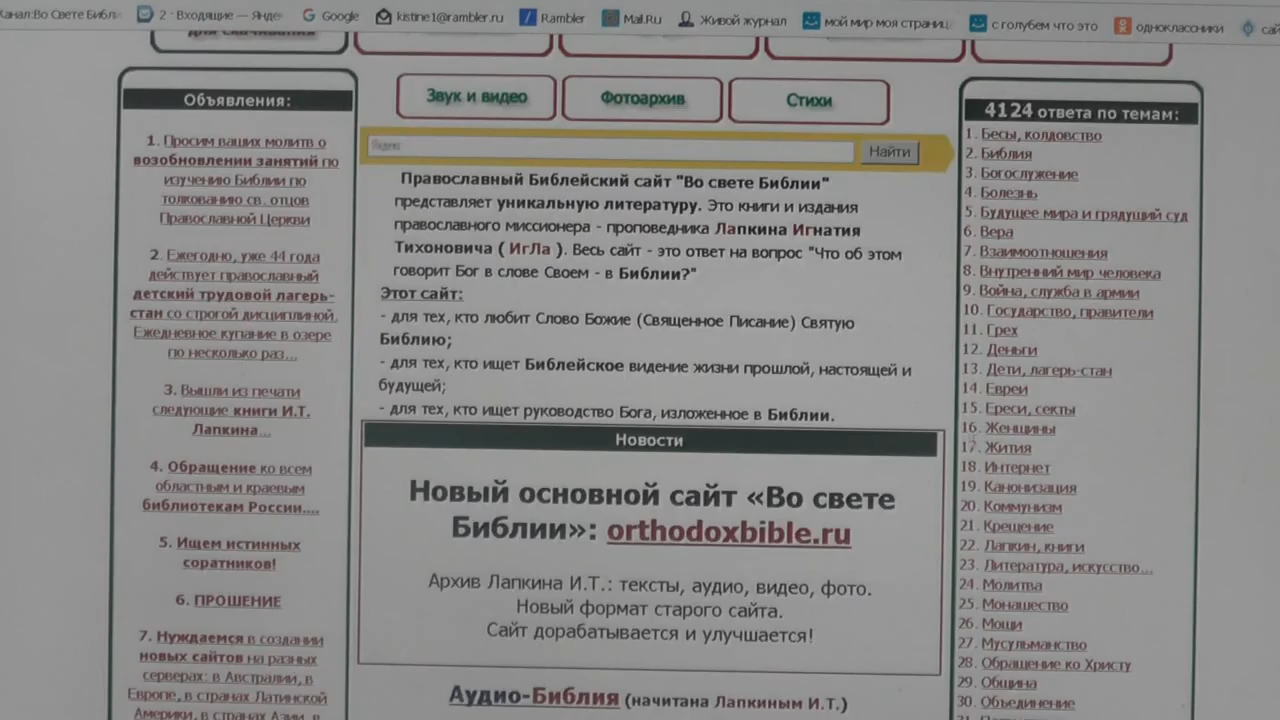 Канал:Во Свете Библ
2 · Входящие — Яндe
Google
kistine1@rambler.ru
Rambler
Mail.Ru
Живой журнал
мой мир моя страниц
с голубем что это
одноклассники
сай
для скачивания
Звук и видео
Фотоархив
Стихи
Яндекс
Найти
Объявления:
1. Просим ваших молитв о
возобновлении занятий по
изучению Библии по
толкованию св. отцов
Православной Церкви
2. Ежегодно, уже 44 года
действует православный
детский трудовой лагерь-
стан со строгой дисциплиной.
Ежедневное купание в озере
по несколько раз...
3. Вышли из печати
следующие книги И.Т.
Лапкина...
4. Обращение ко всем
областным и краевым
библиотекам России....
5. Ищем истинных
соратников!
6. ПРОШЕНИЕ
7. Нуждаемся в создании
новых сайтов на разных
серверах: в Австралии, в
Европе, в странах Латинской
Америки, в странах Азии, в
Православный Библейский сайт "Во свете Библии"
представляет уникальную литературу. Это книги и издания
православного миссионера - проповедника Лапкина Игнатия
Тихоновича ( ИгЛа ). Весь сайт - это ответ на вопрос "Что об этом
говорит Бог в слове Своем - в Библии?"
Этот сайт:
- для тех, кто любит Слово Божие (Священное Писание) Святую
Библию;
- для тех, кто ищет Библейское видение жизни прошлой, настоящей и
будущей;
- для тех, кто ищет руководство Бога, изложенное в Библии.
Новости
Новый основной сайт «Во свете
Библии»: orthodoxbible.ru
Архив Лапкина И.Т.: тексты, аудио, видео, фото.
Новый формат старого сайта.
Сайт дорабатывается и улучшается!
Аудио-Библия (начитана Лапкиным И.Т.)
4124 ответа по темам:
1. Бесы, колдовство
2. Библия
3. Богослужение
4. Болезнь
5. Будущее мира и грядущий суд
6. Вера
7. Взаимоотношения
8. Внутренний мир человека
9. Война, служба в армии
10. Государство, правители
11. Грех
12. Деньги
13. Дети, лагерь-стан
14. Евреи
15. Ереси, секты
16. Женщины
17. Жития
18. Интернет
19. Канонизация
20. Коммунизм
21. Крещение
22. Лапкин, книги
23. Литература, искусство...
24. Молитва
25. Монашество
26. Мощи
27. Мусульманство
28. Обращение ко Христу
29. Община
30. Объединение